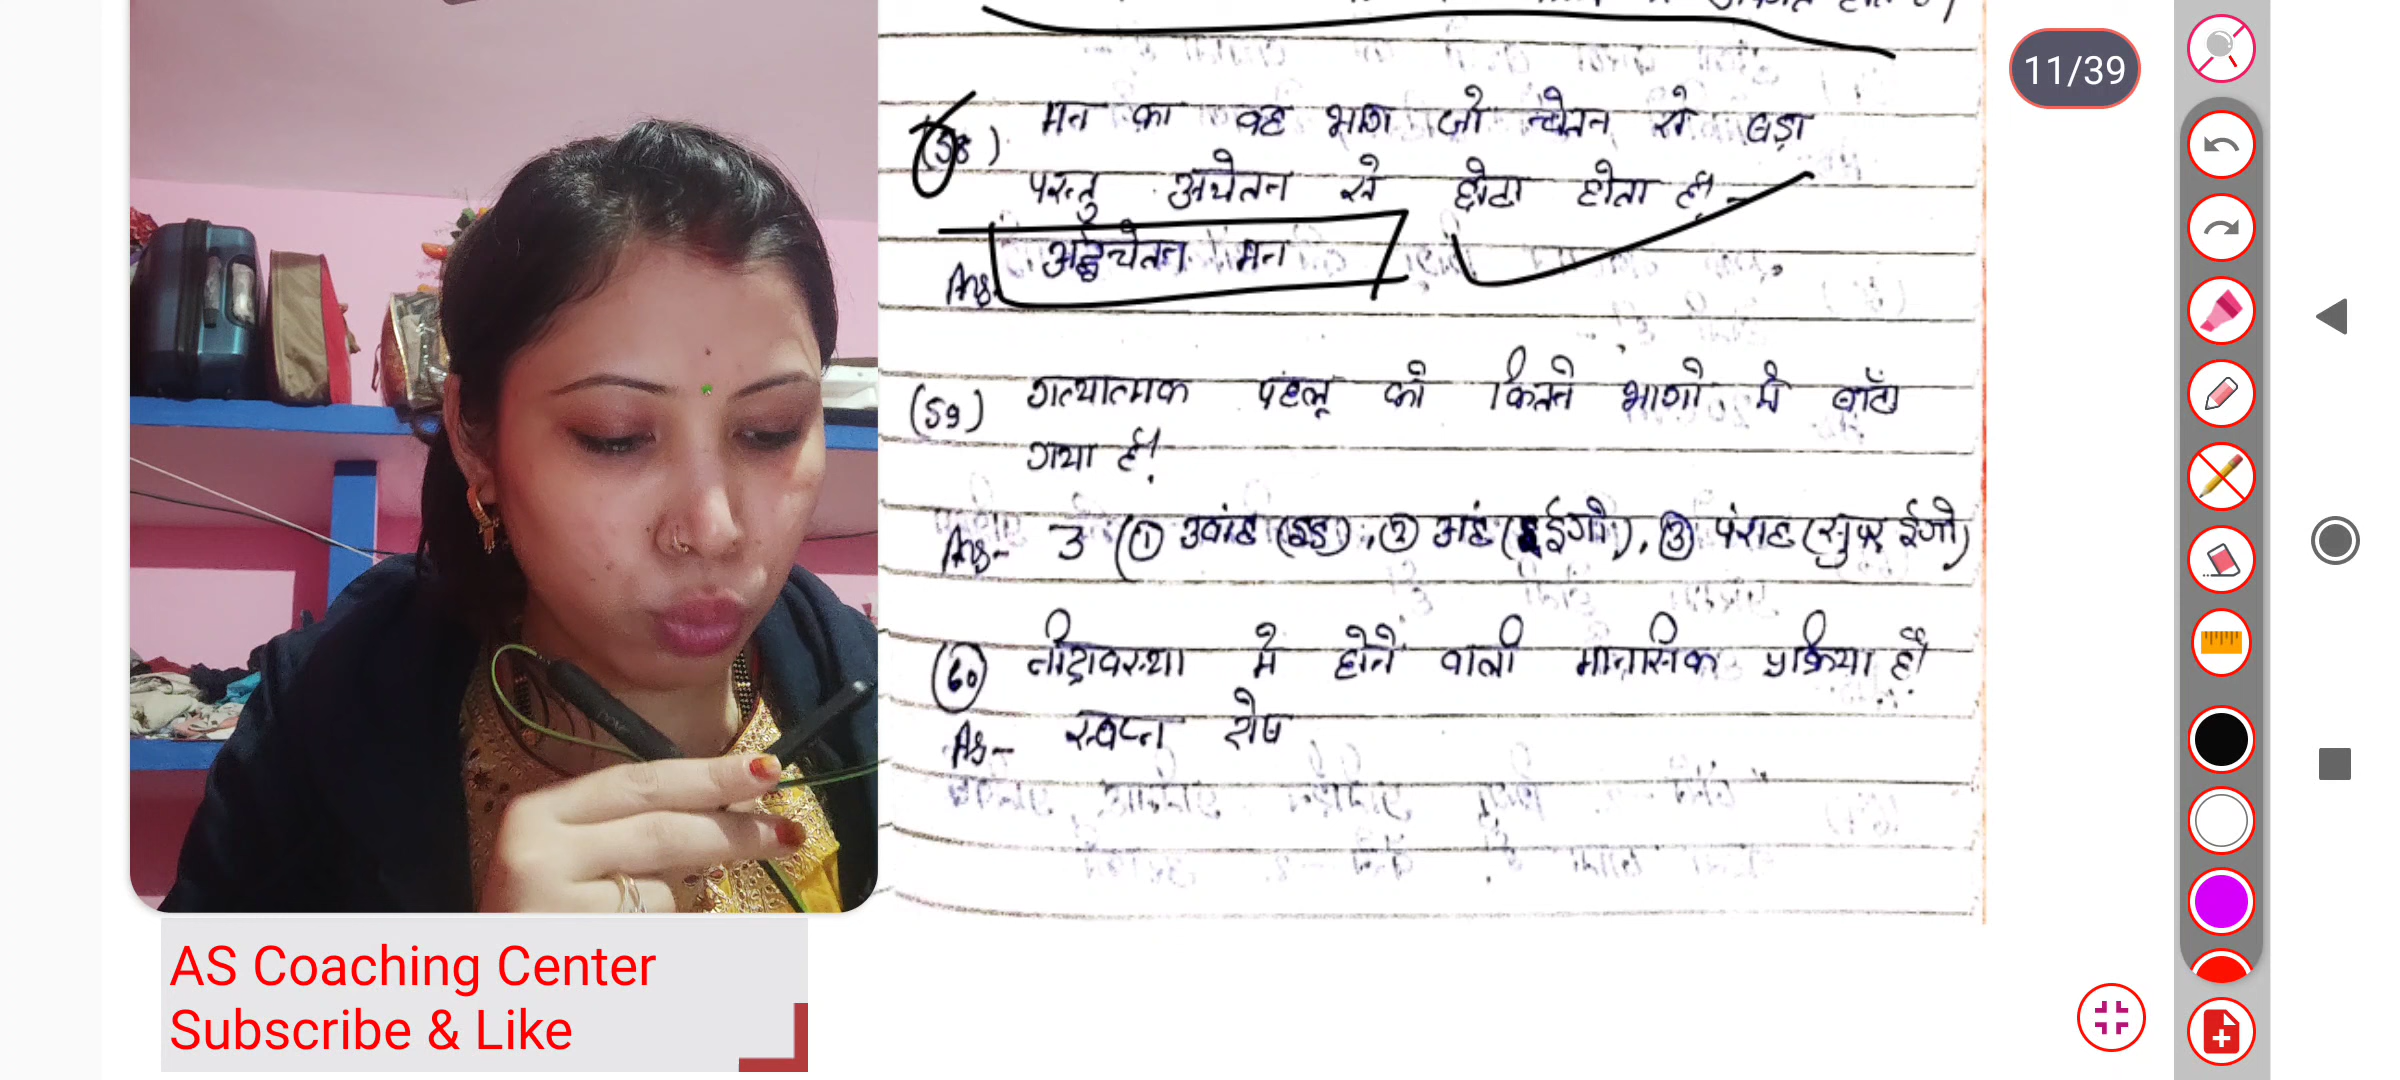 11/39
(58) मन का वह भाग जो चेतन से बड़ा
परन्तु अचेतन से छोटा होता है।-
Ans- अर्द्धचेतन मन
(59) गत्यात्मक पहलू को कितने भागो मे बाँटा
गया है!
Ans- 3 (① उपांह (इड), ② अहं (ईगो), ③ पराह (सुपर ईगो)
(60) नीद्रावस्था मे होने वाली मानसिक प्रक्रिया है।
As- स्वप्न
AS Coaching Center
Subscribe & Like